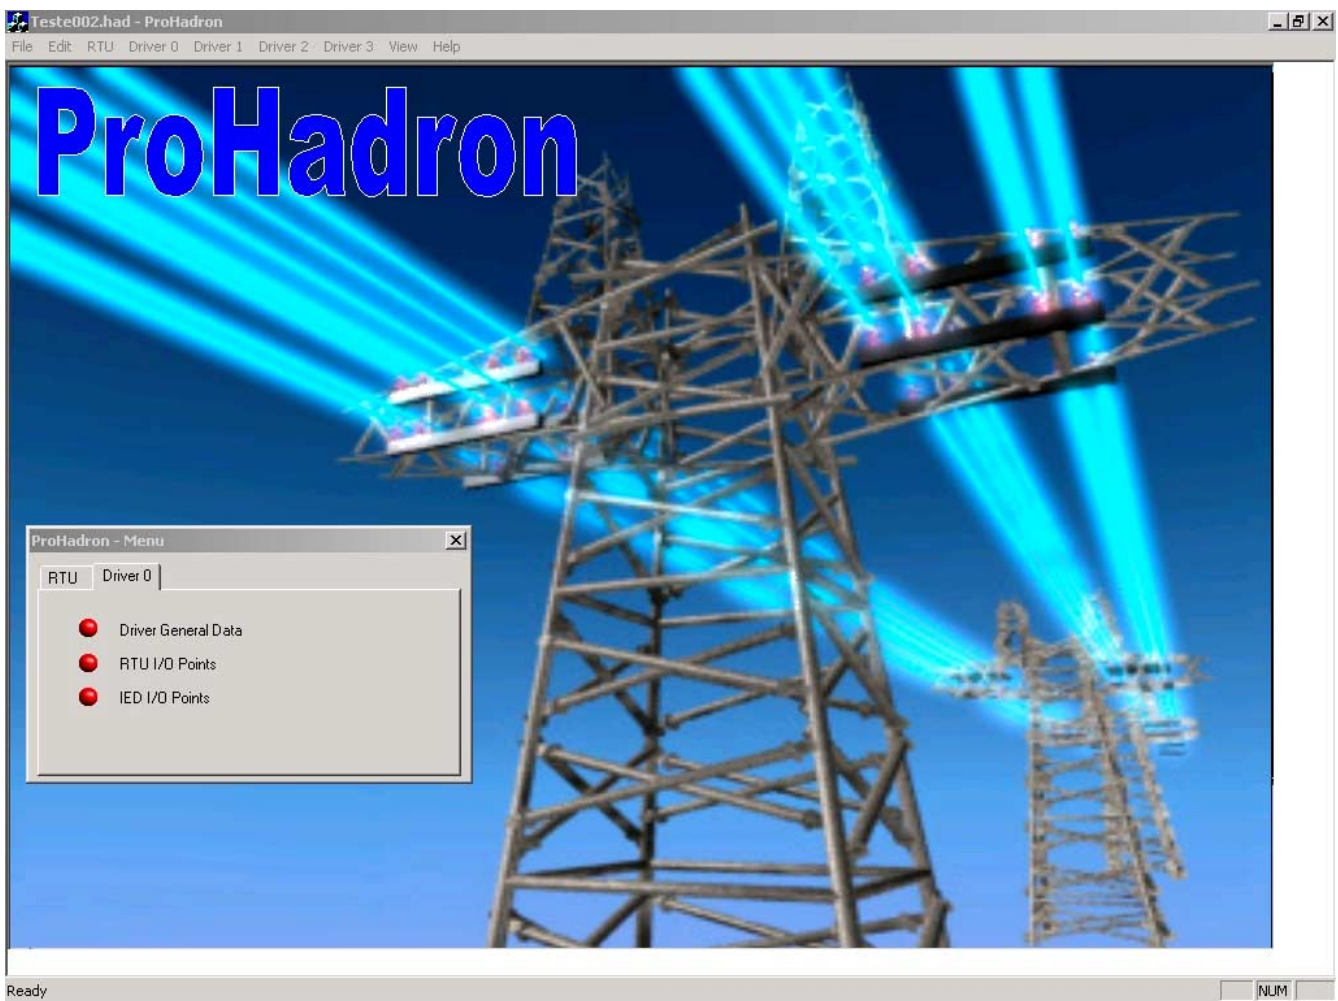 Teste002.had - ProHadron
File Edit RTU Driver 0 Driver 1 Driver 2 Driver 3 View Help
ProHadron
ProHadron - Menu
RTU Driver 0
Driver General Data
RTU I/O Points
IED I/O Points
Ready NUM